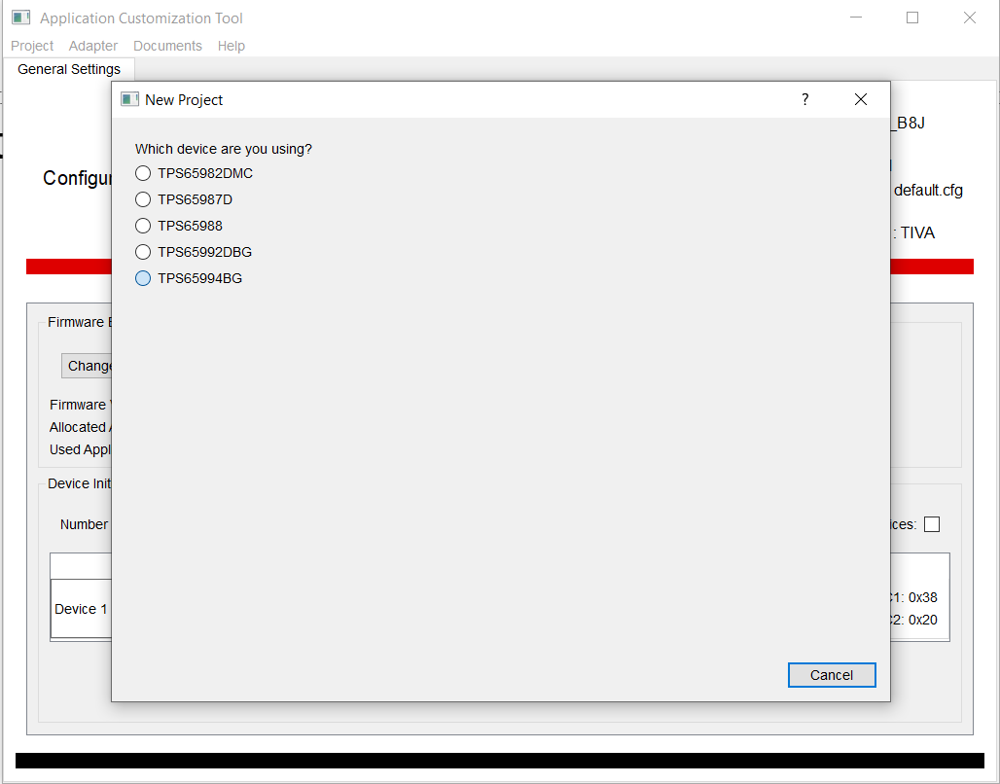 Application Customization Tool
Project Adapter Documents Help
General Settings
New Project
?
_B8J
Which device are you using?
TPS65982DMC
Configur
default.cfg
TPS65987D
TPS65988
: TIVA
TPS65992DBG
TPS65994BG
Firmware
Change
Firmware
Allocated
Used Appl
Device Init
Number
ices:
Device 1
C1: 0x38
C2: 0x20
Cancel